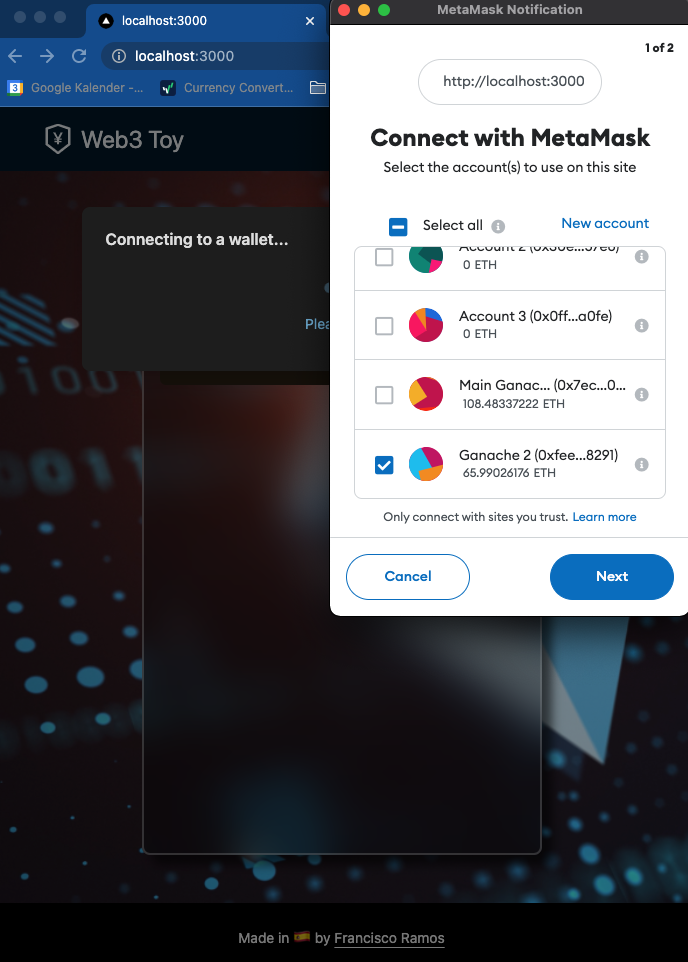 localhost:3000
localhost:3000
Google Kalender -...
Currency Convert...
Web3 Toy
Connecting to a wallet...
MetaMask Notification
1 of 2
http://localhost:3000
Connect with MetaMask
Select the account(s) to use on this site
Select all
New account
Account 2
0 ETH
Account 3 (0x0ff...a0fe)
0 ETH
Main Ganac... (0x7ec...0...
108.48337222 ETH
Ganache 2 (0xfee...8291)
65.99026176 ETH
Only connect with sites you trust. Learn more
Cancel
Next
Made in 🇪🇸 by Francisco Ramos